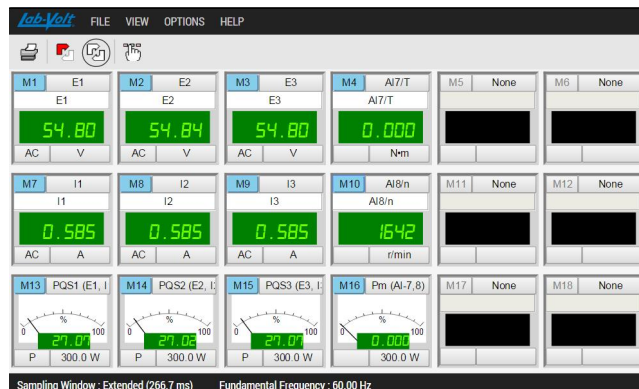 Lab-Volt FILE VIEW OPTIONS HELP
M1 E1 M2 E2 M3 E3 M4 AI7/T M5 None M6 None
E1 E2 E3 AI7/T
54.80 54.84 54.80 0.000
AC V AC V AC V N•m
M7 I1 M8 I2 M9 I3 M10 AI8/n M11 None M12 None
I1 I2 I3 AI8/n
0.585 0.585 0.585 1642
AC A AC A AC A r/min
M13 PQS1 (E1, I M14 PQS2 (E2, I M15 PQS3 (E3, I M16 Pm (AI-7,8) M17 None M18 None
% % % %
0 100 0 100 0 100 0 100
27.07 27.02 27.07 0.000
P 300.0 W P 300.0 W P 300.0 W 300.0 W
Sampling Window : Extended (266.7 ms) Fundamental Frequency : 60.00 Hz